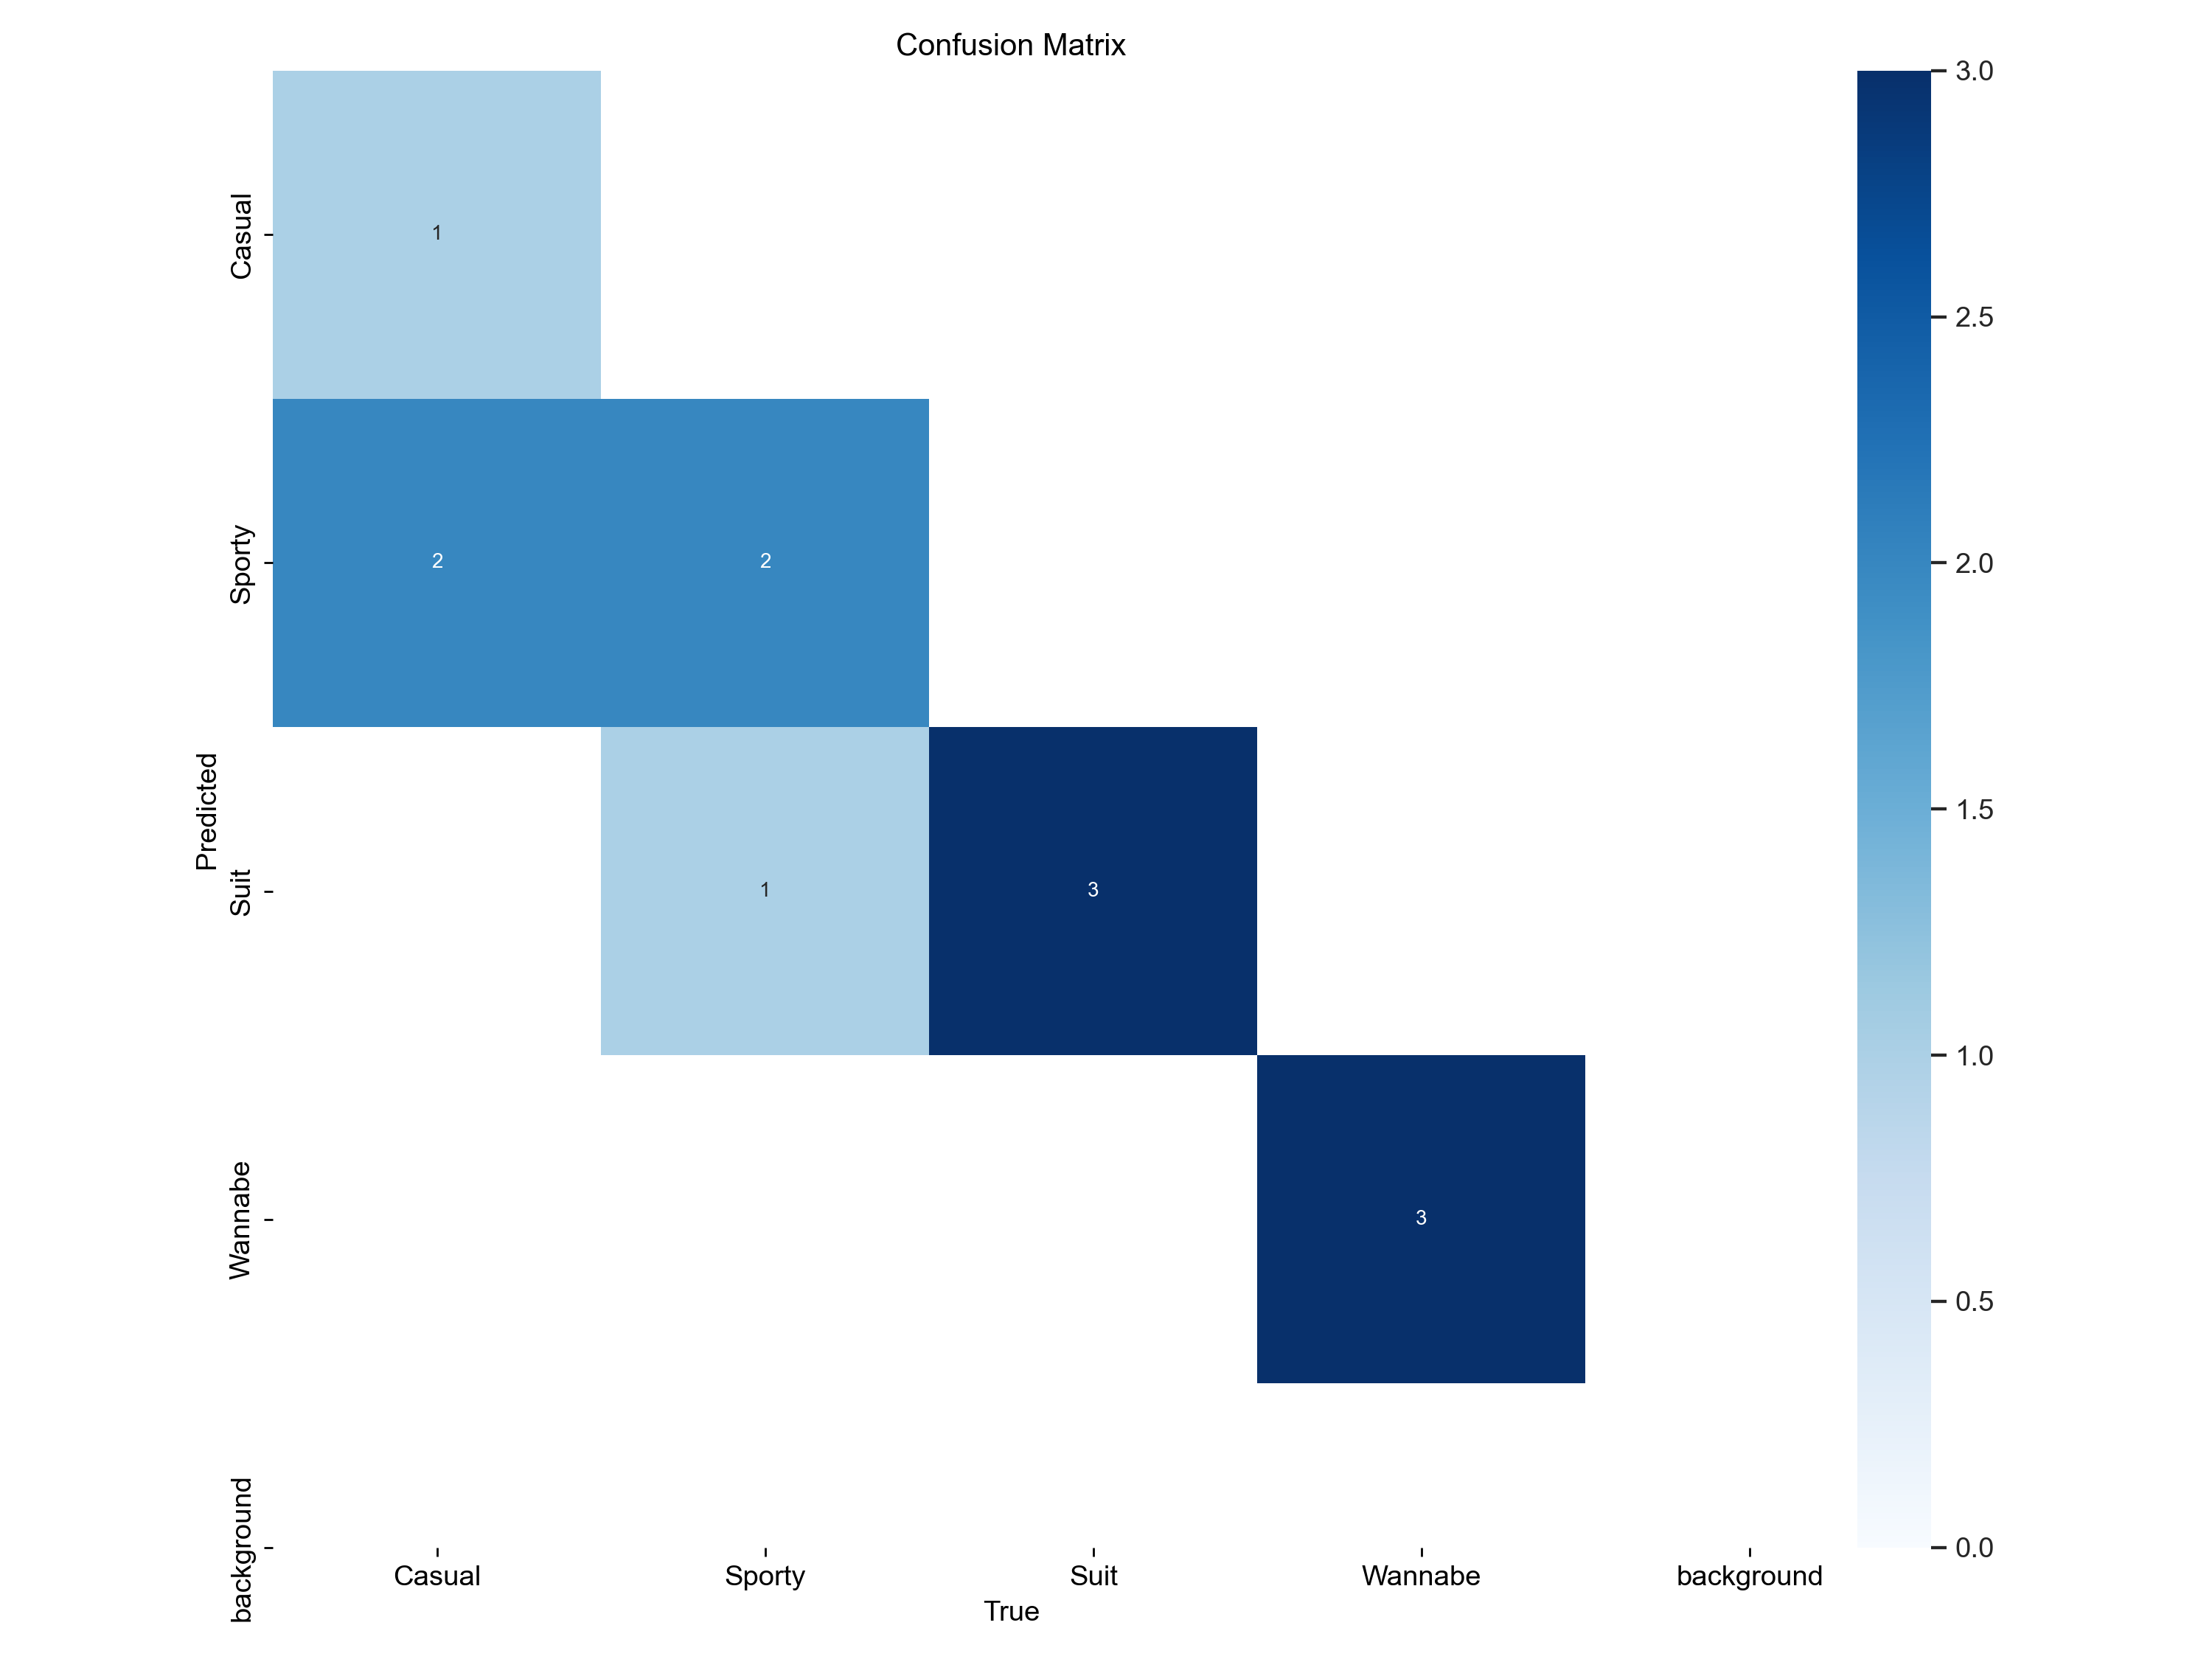 Confusion Matrix
3.0
Casual
1
2.5
Sporty
2
2
2.0
Predicted
1.5
Suit
1
3
1.0
Wannabe
3
0.5
background
0.0
Casual
Sporty
Suit
Wannabe
background
True